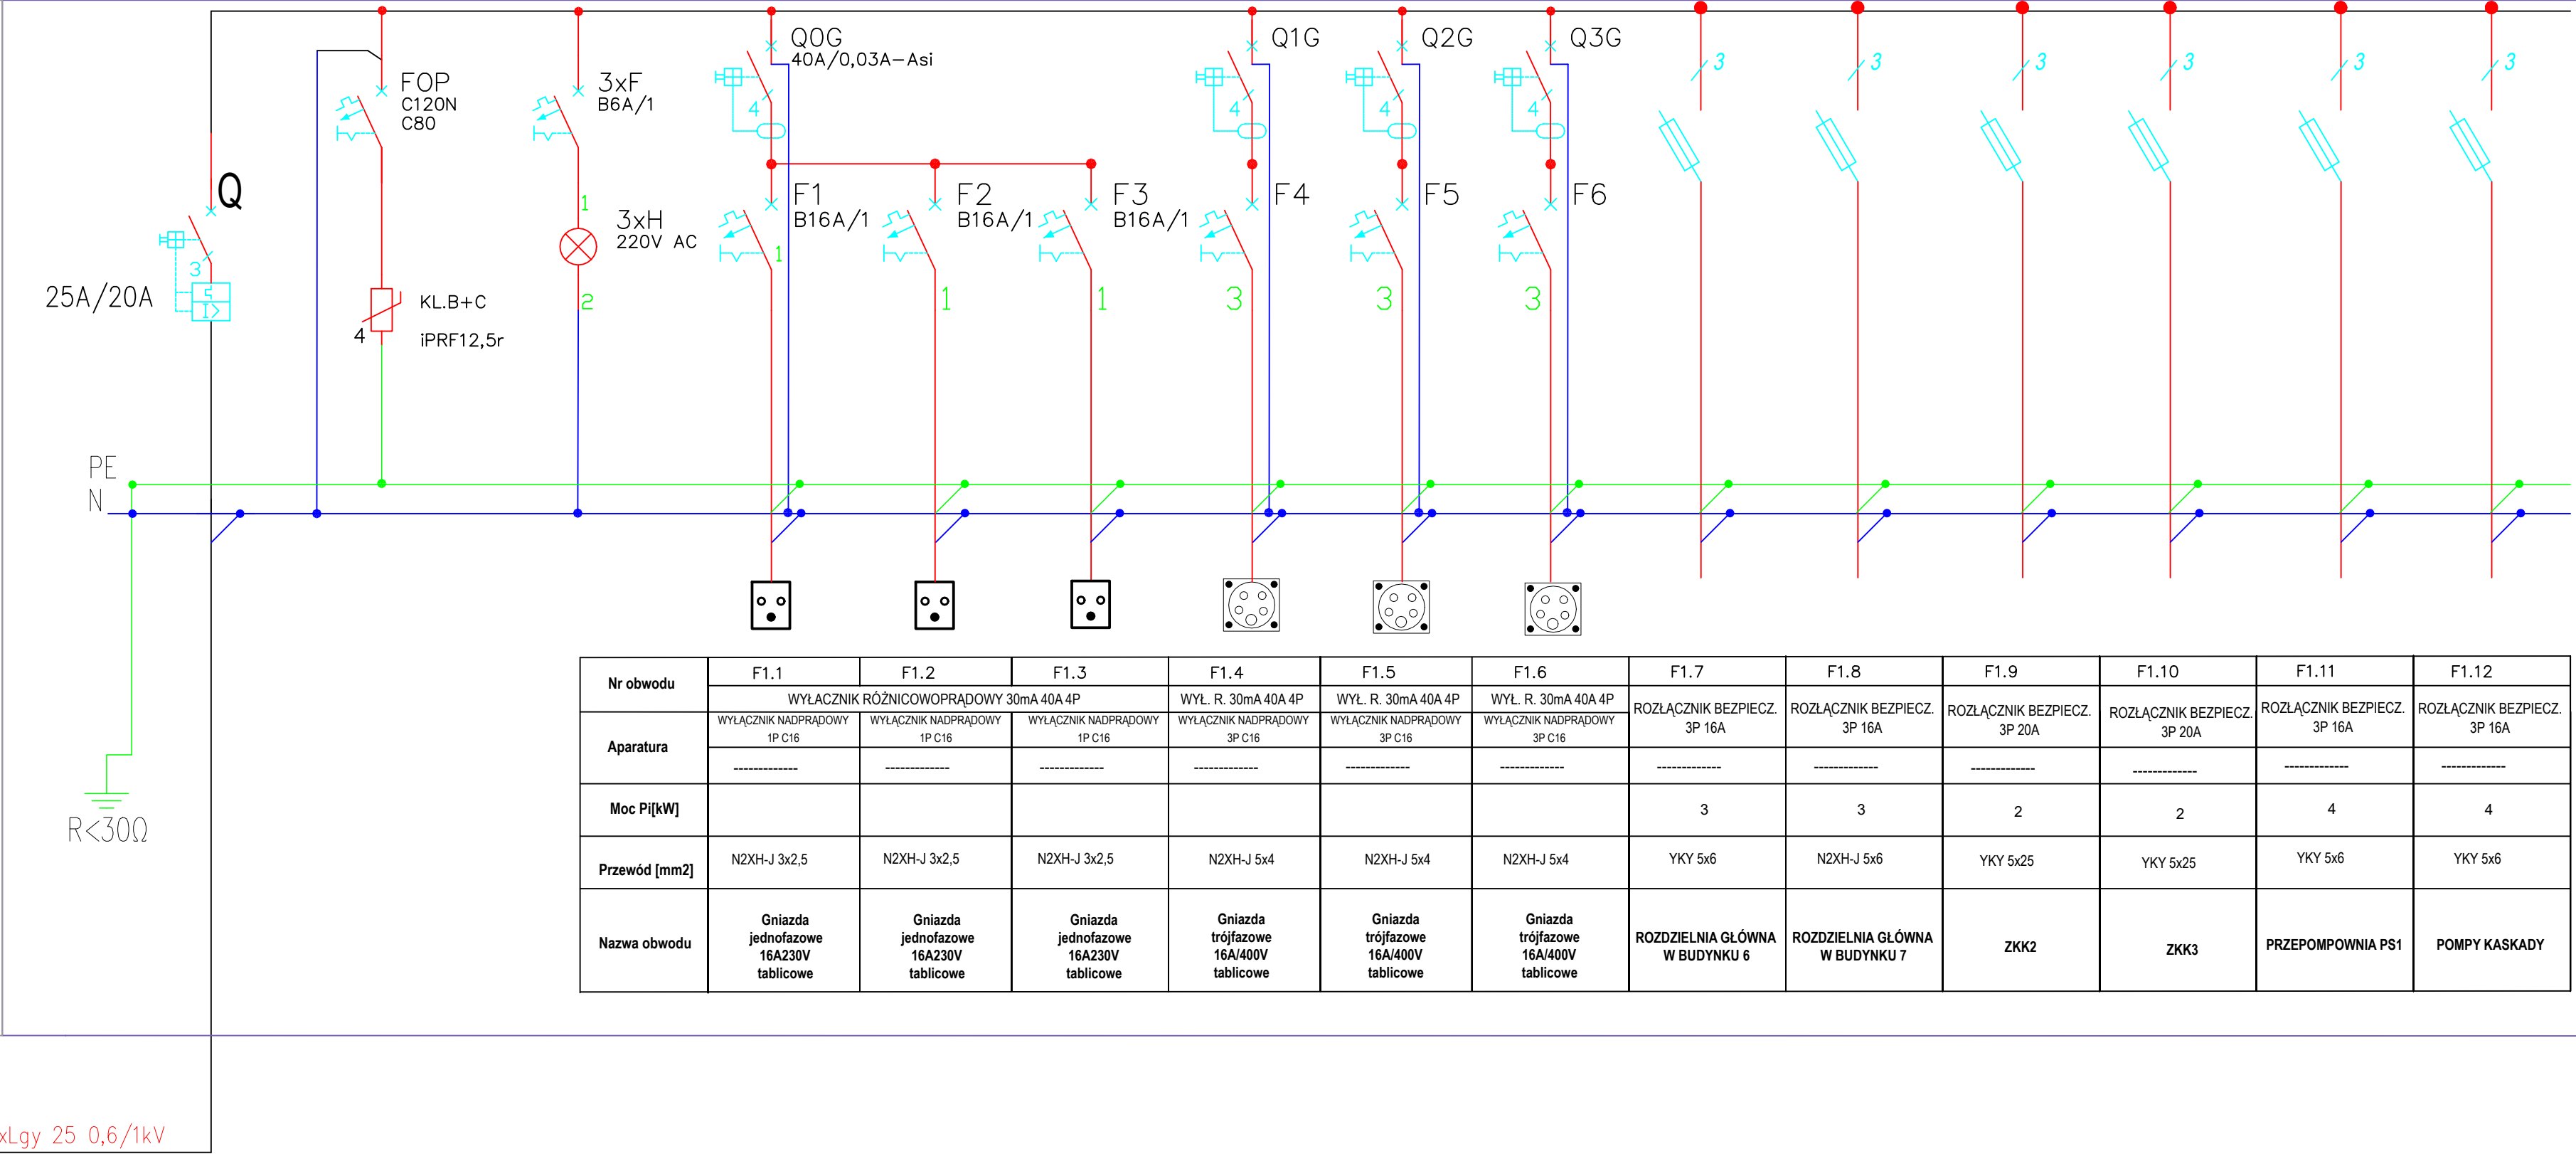 Q0G
40A/0,03A-Asi
Q1G
Q2G
Q3G
3
3
3
3
3
3
FOP
C120N
C80
3xF
B6A/1
4
4
4
4
Q
F1
B16A/1
F2
B16A/1
F3
B16A/1
F4
F5
F6
1
3xH
220V AC
1
3
I>
25A/20A
2
1
1
3
3
3
KL.B+C
4
iPRF12,5r
PE
N
R<30Ω
Nr obwodu
F1.1
F1.2
F1.3
F1.4
F1.5
F1.6
F1.7
F1.8
F1.9
F1.10
F1.11
F1.12
Aparatura
WYŁACZNIK RÓŻNICOWOPRĄDOWY 30mA 40A 4P
WYŁ. R. 30mA 40A 4P
WYŁ. R. 30mA 40A 4P
WYŁ. R. 30mA 40A 4P
WYŁĄCZNIK NADPRĄDOWY
1P C16
WYŁĄCZNIK NADPRĄDOWY
1P C16
WYŁĄCZNIK NADPRĄDOWY
1P C16
WYŁĄCZNIK NADPRĄDOWY
3P C16
WYŁĄCZNIK NADPRĄDOWY
3P C16
WYŁĄCZNIK NADPRĄDOWY
3P C16
ROZŁĄCZNIK BEZPIECZ.
3P 16A
ROZŁĄCZNIK BEZPIECZ.
3P 16A
ROZŁĄCZNIK BEZPIECZ.
3P 20A
ROZŁĄCZNIK BEZPIECZ.
3P 20A
ROZŁĄCZNIK BEZPIECZ.
3P 16A
ROZŁĄCZNIK BEZPIECZ.
3P 16A
-------------
-------------
-------------
-------------
-------------
-------------
-------------
-------------
-------------
-------------
-------------
-------------
Moc Pi[kW]
3
3
2
2
4
4
Przewód [mm2]
N2XH-J 3x2,5
N2XH-J 3x2,5
N2XH-J 3x2,5
N2XH-J 5x4
N2XH-J 5x4
N2XH-J 5x4
YKY 5x6
N2XH-J 5x6
YKY 5x25
YKY 5x25
YKY 5x6
YKY 5x6
Nazwa obwodu
Gniazda
jednofazowe
16A230V
tablicowe
Gniazda
jednofazowe
16A230V
tablicowe
Gniazda
jednofazowe
16A230V
tablicowe
Gniazda
trójfazowe
16A/400V
tablicowe
Gniazda
trójfazowe
16A/400V
tablicowe
Gniazda
trójfazowe
16A/400V
tablicowe
ROZDZIELNIA GŁÓWNA
W BUDYNKU 6
ROZDZIELNIA GŁÓWNA
W BUDYNKU 7
ZKK2
ZKK3
PRZEPOMPOWNIA PS1
POMPY KASKADY
xLgy 25 0,6/1kV